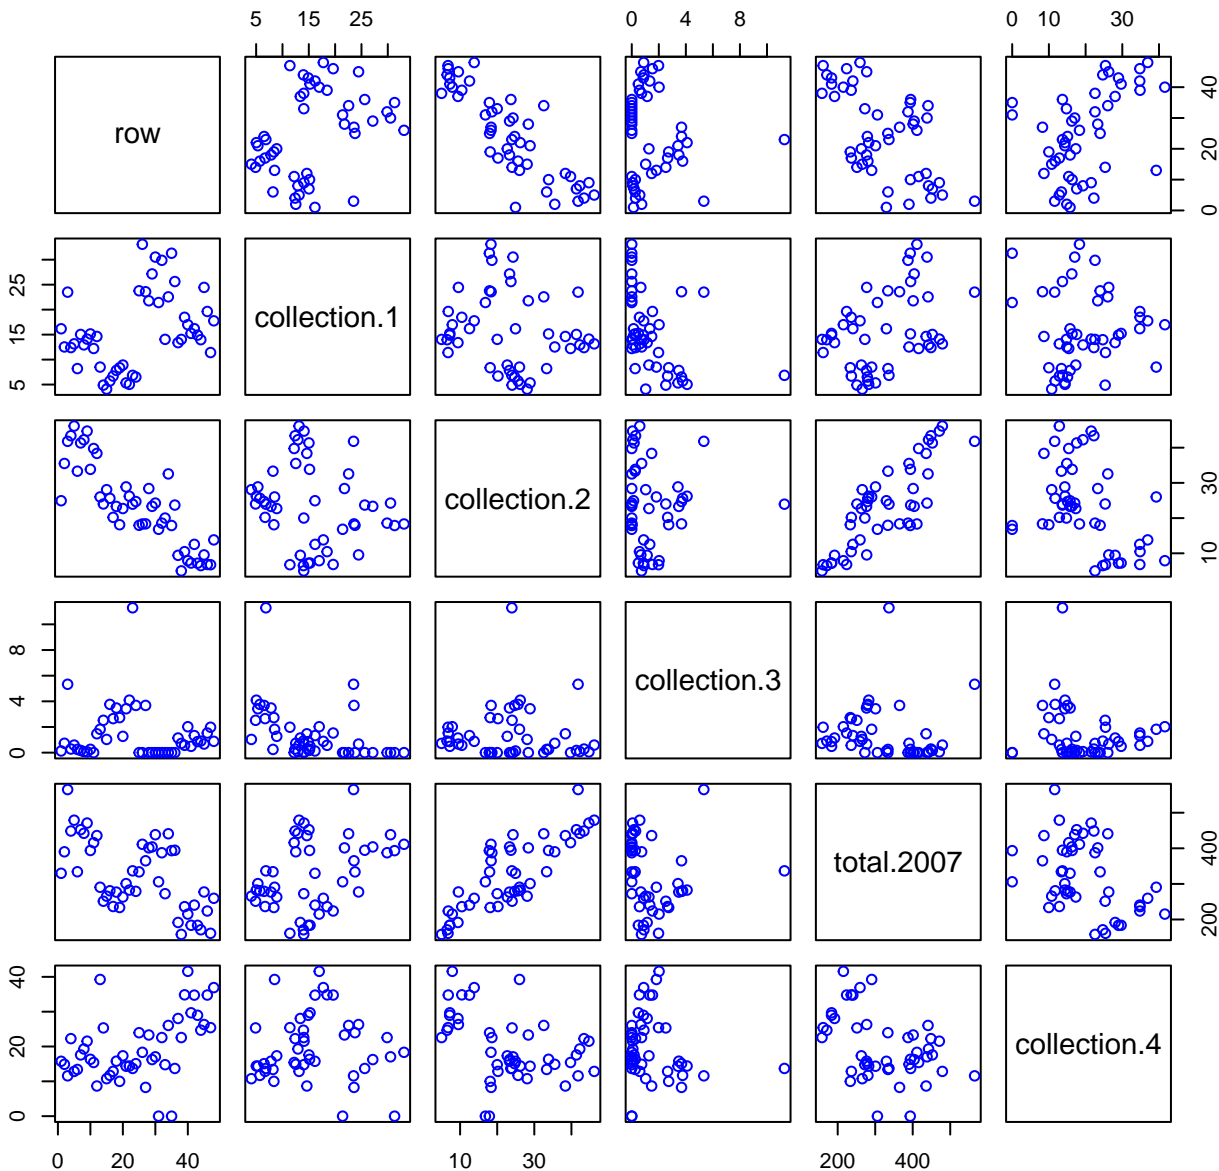 5 15 25 0 4 8 0 10 30
row 0 20 40
5 15 25 collection.1
collection.2 10 30
0 4 8 collection.3
total.2007 200 400
0 20 40 collection.4
0 20 40 10 30 200 400